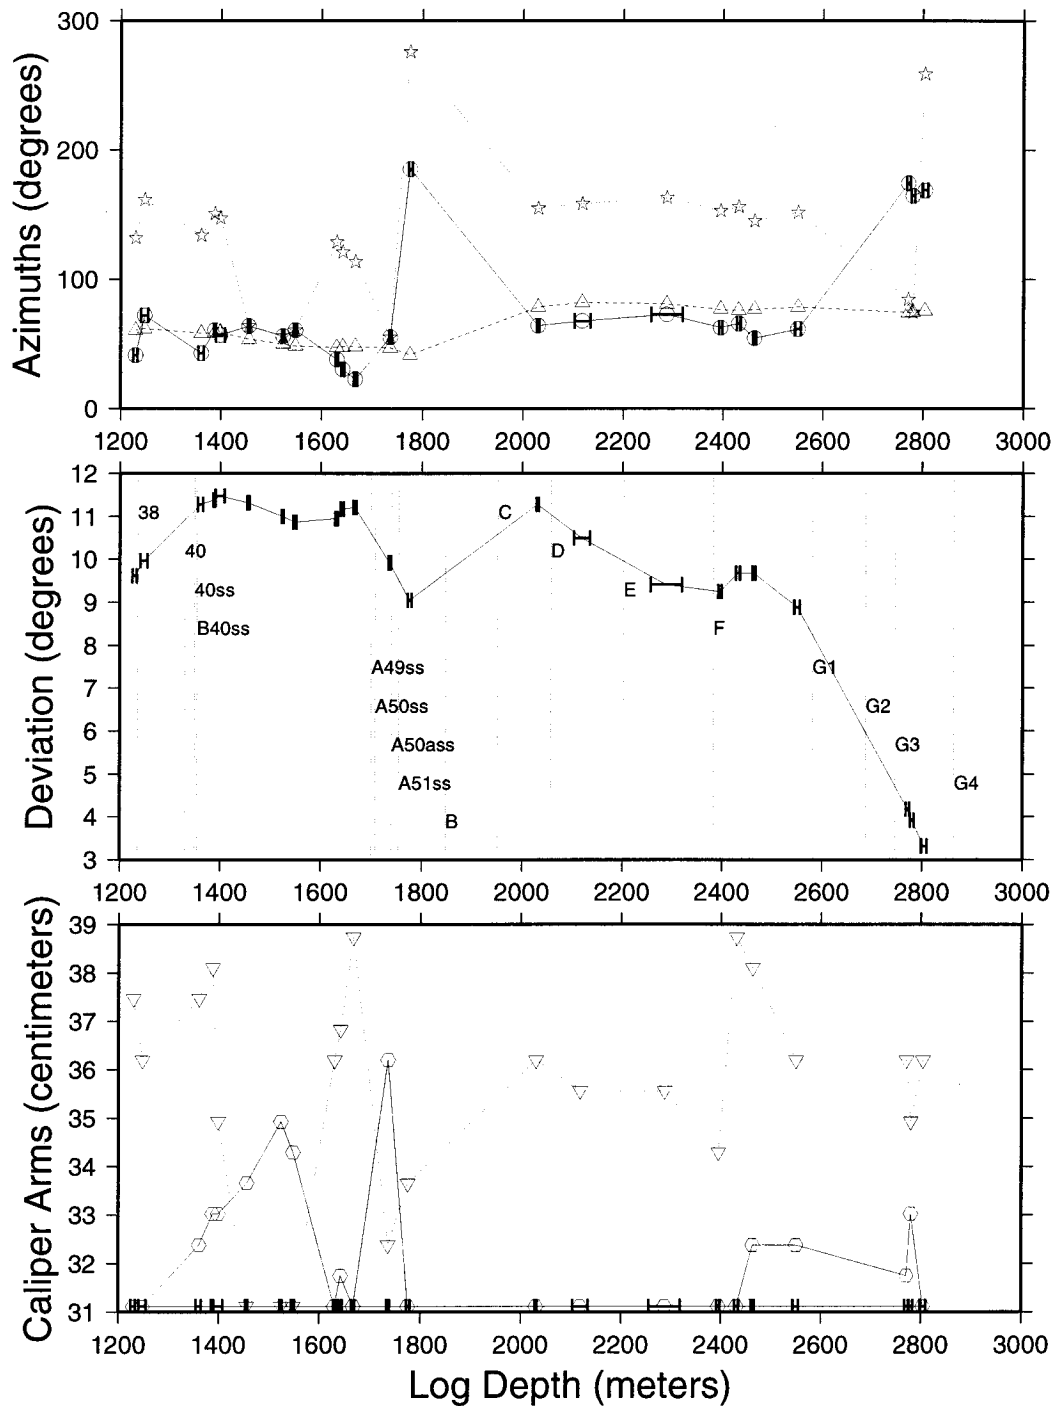 300
200
100
0
Azimuths (degrees)
1200 1400 1600 1800 2000 2200 2400 2600 2800 3000
12
11
10
9
8
7
6
5
4
3
Deviation (degrees)
38
40
40ss
B40ss
A49ss
A50ss
A50ass
A51ss
B
C
D
E
F
G1
G2
G3
G4
1200 1400 1600 1800 2000 2200 2400 2600 2800 3000
39
38
37
36
35
34
33
32
31
Caliper Arms (centimeters)
1200 1400 1600 1800 2000 2200 2400 2600 2800 3000
Log Depth (meters)